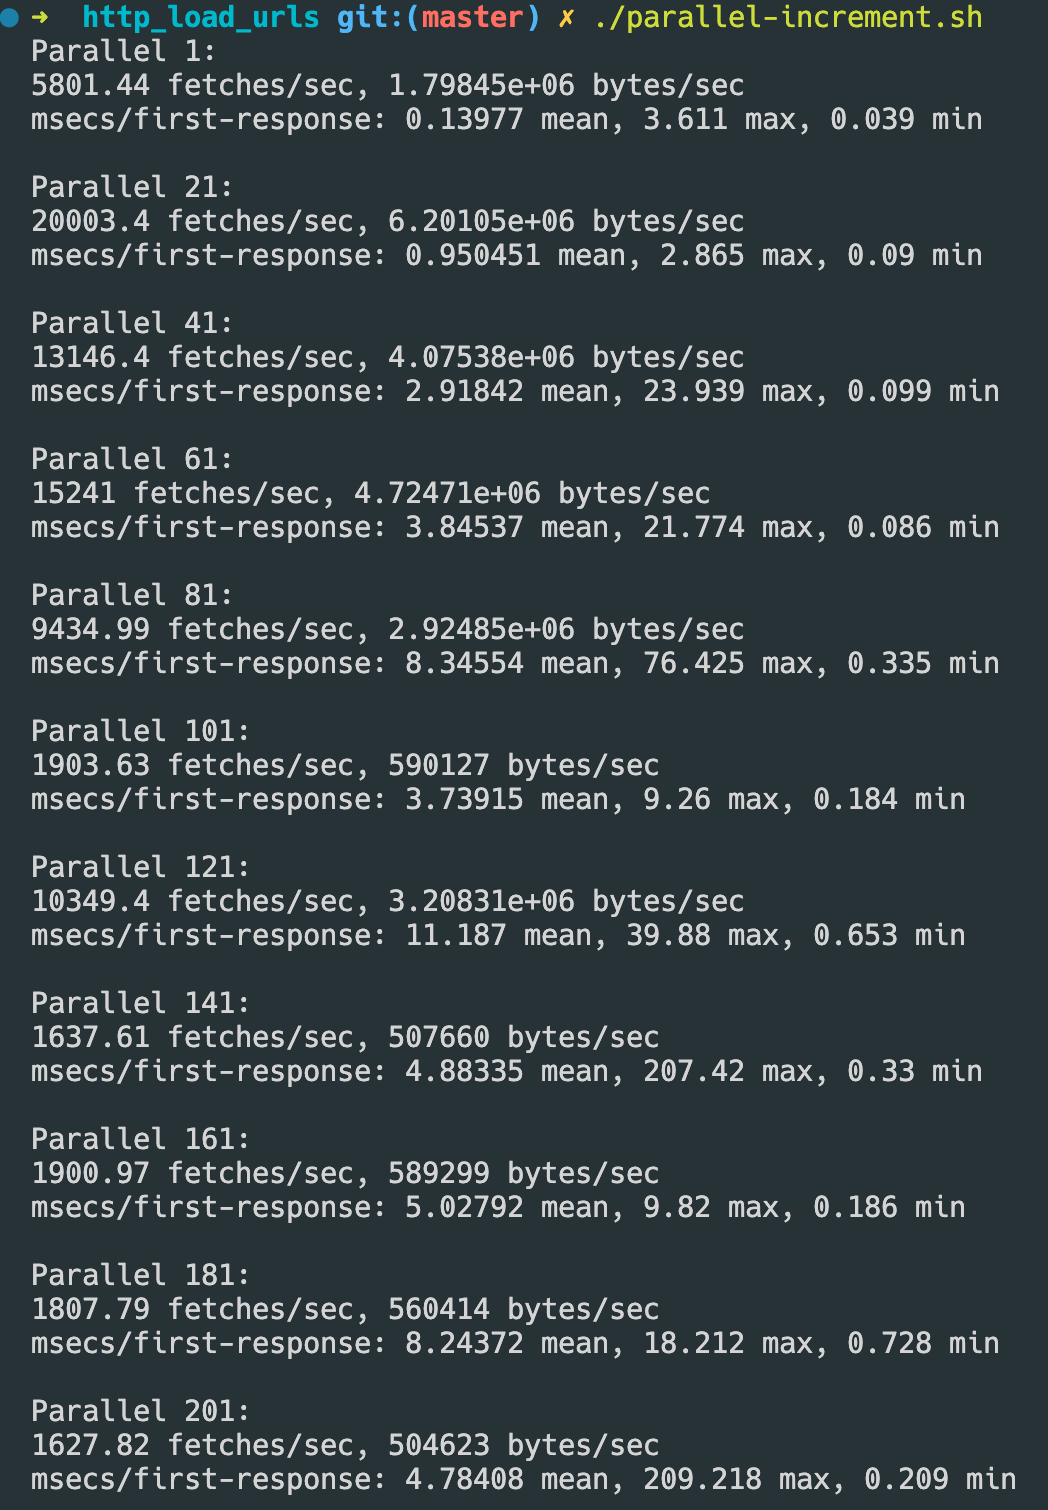 ➜ http_load_urls git:(master) ✗ ./parallel-increment.sh
Parallel 1:
5801.44 fetches/sec, 1.79845e+06 bytes/sec
msecs/first-response: 0.13977 mean, 3.611 max, 0.039 min
Parallel 21:
20003.4 fetches/sec, 6.20105e+06 bytes/sec
msecs/first-response: 0.950451 mean, 2.865 max, 0.09 min
Parallel 41:
13146.4 fetches/sec, 4.07538e+06 bytes/sec
msecs/first-response: 2.91842 mean, 23.939 max, 0.099 min
Parallel 61:
15241 fetches/sec, 4.72471e+06 bytes/sec
msecs/first-response: 3.84537 mean, 21.774 max, 0.086 min
Parallel 81:
9434.99 fetches/sec, 2.92485e+06 bytes/sec
msecs/first-response: 8.34554 mean, 76.425 max, 0.335 min
Parallel 101:
1903.63 fetches/sec, 590127 bytes/sec
msecs/first-response: 3.73915 mean, 9.26 max, 0.184 min
Parallel 121:
10349.4 fetches/sec, 3.20831e+06 bytes/sec
msecs/first-response: 11.187 mean, 39.88 max, 0.653 min
Parallel 141:
1637.61 fetches/sec, 507660 bytes/sec
msecs/first-response: 4.88335 mean, 207.42 max, 0.33 min
Parallel 161:
1900.97 fetches/sec, 589299 bytes/sec
msecs/first-response: 5.02792 mean, 9.82 max, 0.186 min
Parallel 181:
1807.79 fetches/sec, 560414 bytes/sec
msecs/first-response: 8.24372 mean, 18.212 max, 0.728 min
Parallel 201:
1627.82 fetches/sec, 504623 bytes/sec
msecs/first-response: 4.78408 mean, 209.218 max, 0.209 min